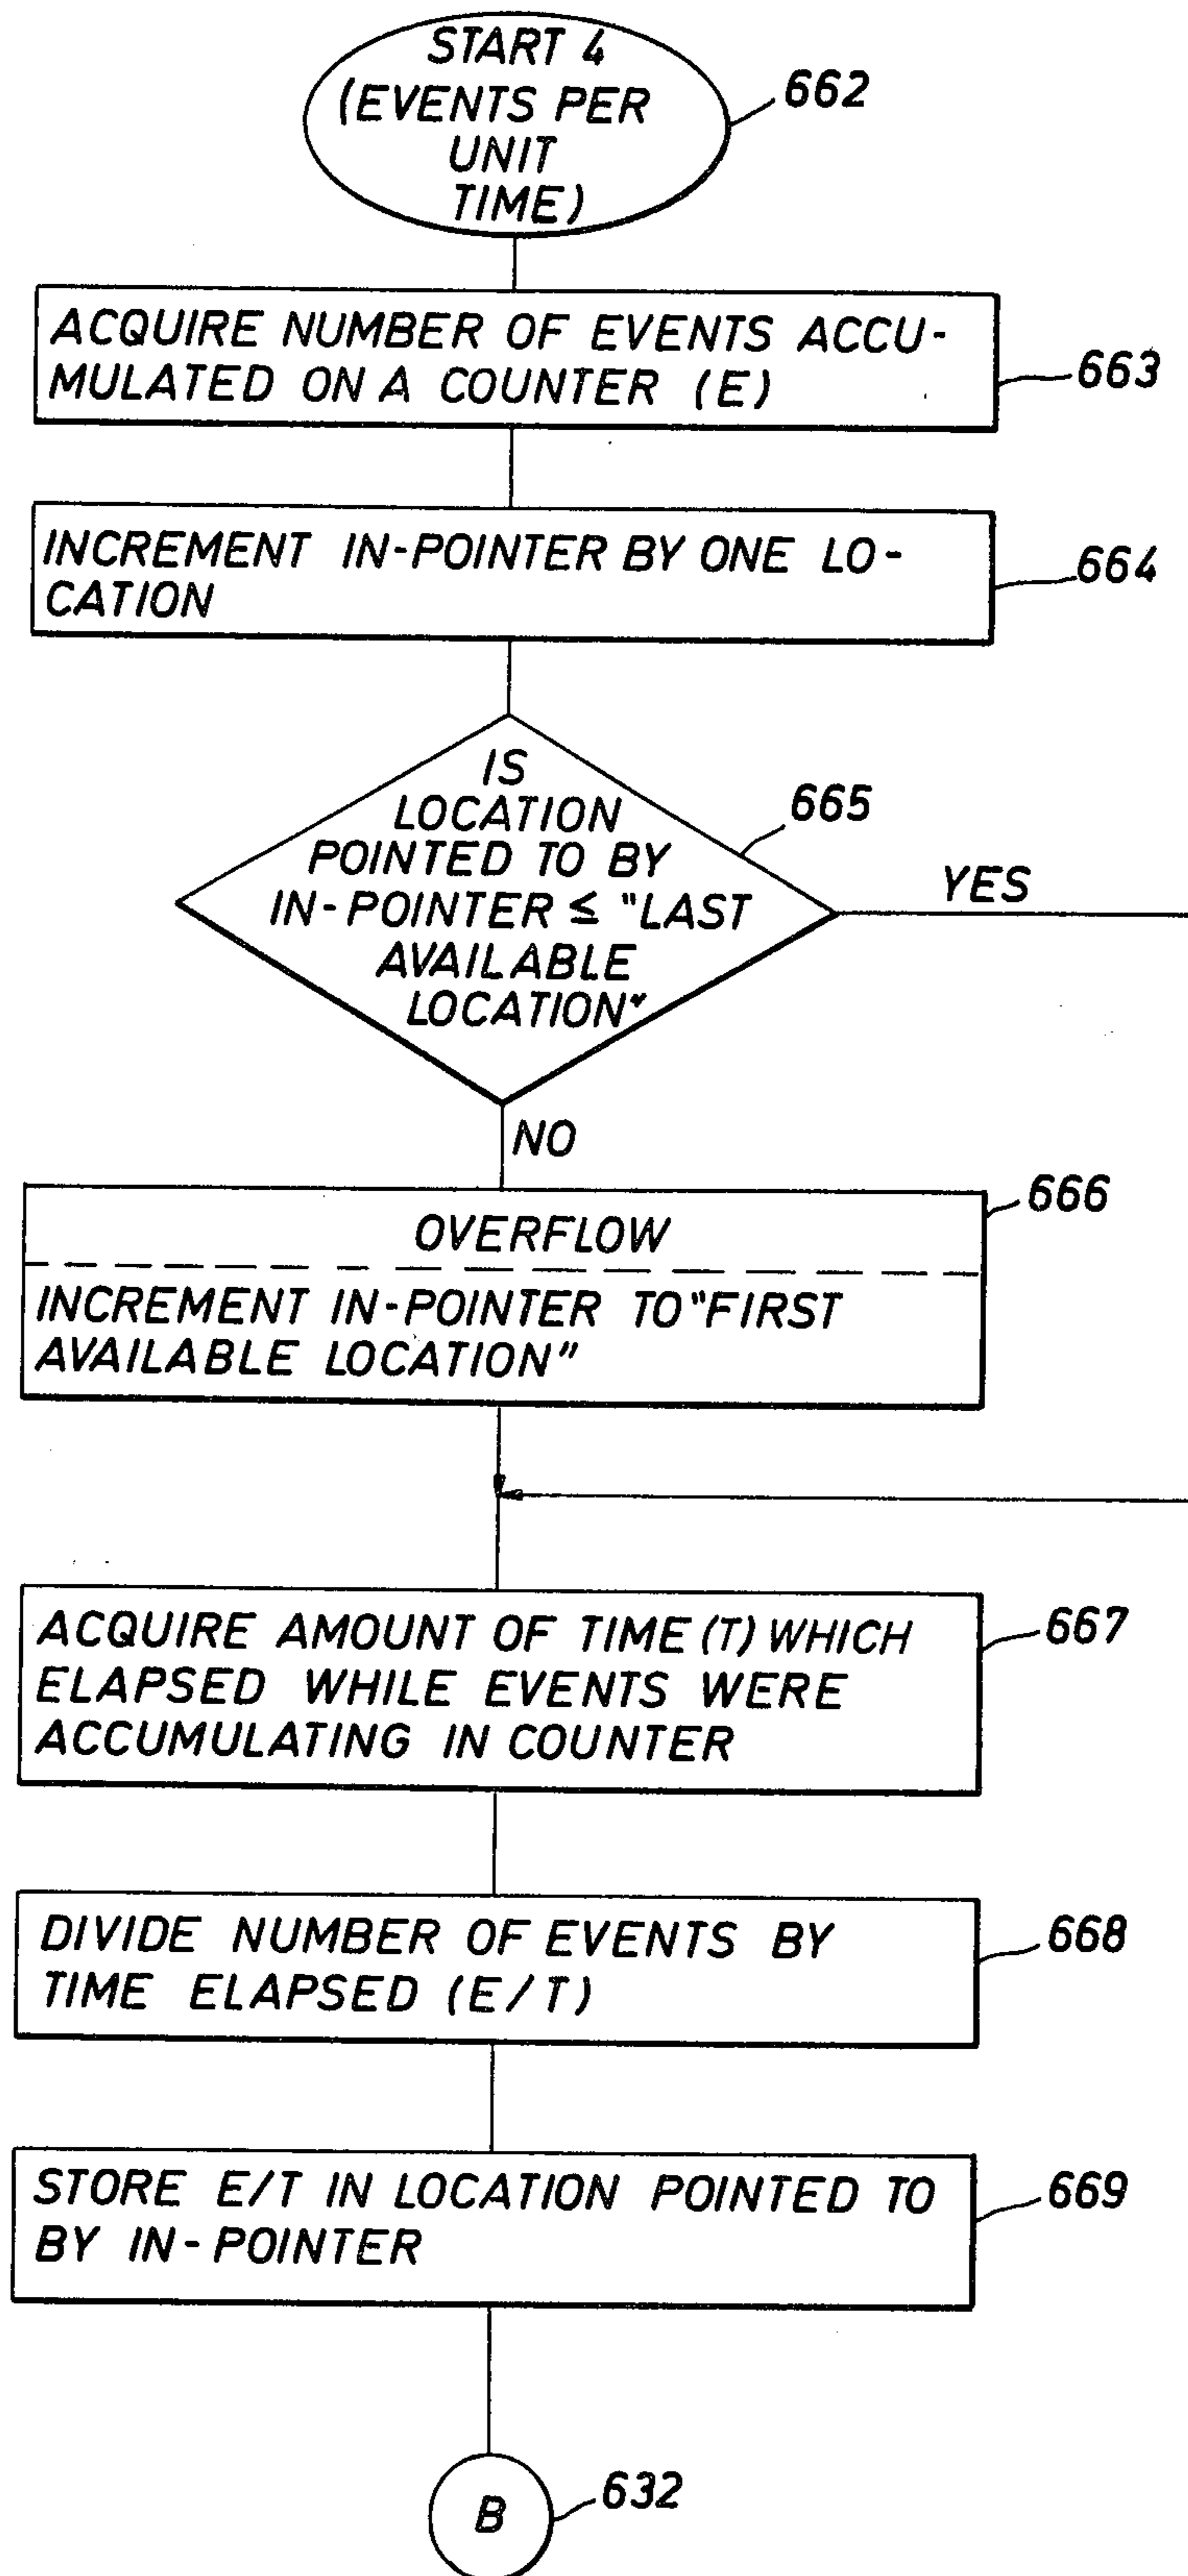 START 4
(EVENTS PER
UNIT
TIME)
662
ACQUIRE NUMBER OF EVENTS ACCU-
MULATED ON A COUNTER (E)
663
INCREMENT IN-POINTER BY ONE LO-
CATION
664
IS
LOCATION
POINTED TO BY
IN-POINTER ≤ "LAST
AVAILABLE
LOCATION"
665
YES
NO
666
OVERFLOW
INCREMENT IN-POINTER TO "FIRST
AVAILABLE LOCATION"
ACQUIRE AMOUNT OF TIME (T) WHICH
ELAPSED WHILE EVENTS WERE
ACCUMULATING IN COUNTER
667
DIVIDE NUMBER OF EVENTS BY
TIME ELAPSED (E/T)
668
STORE E/T IN LOCATION POINTED TO
BY IN-POINTER
669
B
632